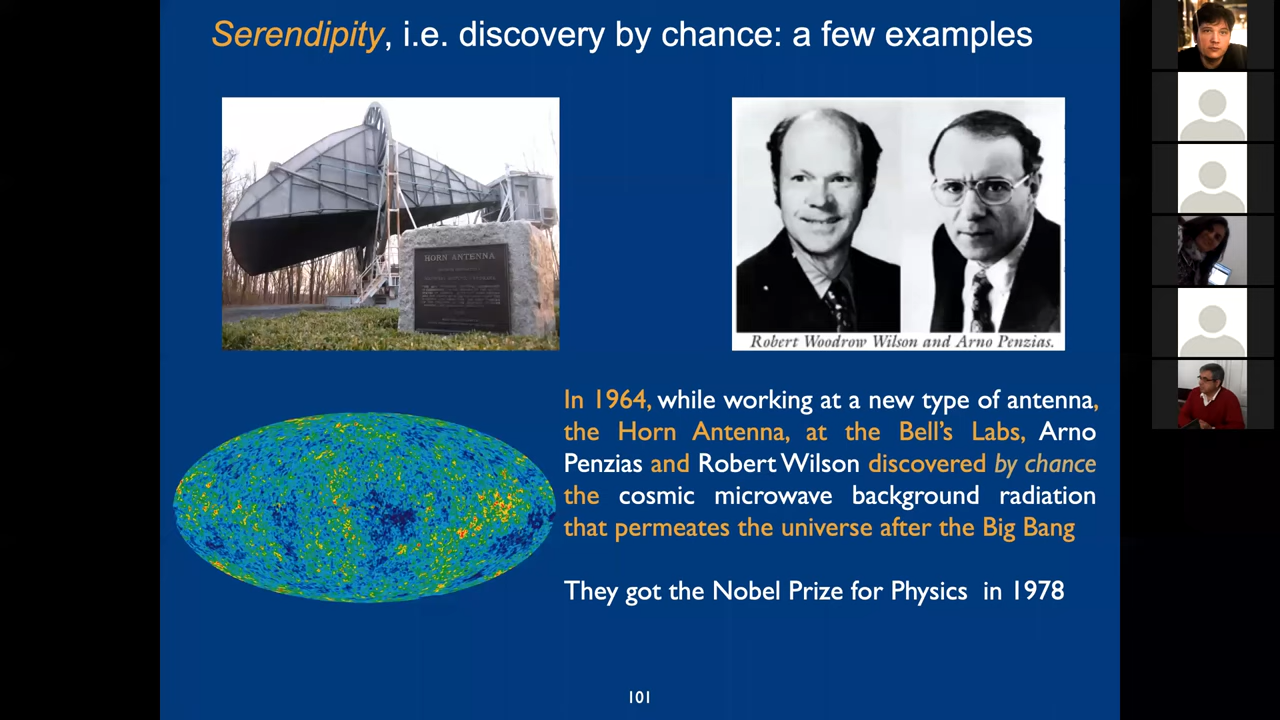 Serendipity, i.e. discovery by chance: a few examples
HORN ANTENNA
Robert Woodrow Wilson and Arno Penzias.
In 1964, while working at a new type of antenna,
the Horn Antenna, at the Bell's Labs, Arno
Penzias and Robert Wilson discovered by chance
the cosmic microwave background radiation
that permeates the universe after the Big Bang
They got the Nobel Prize for Physics in 1978
101